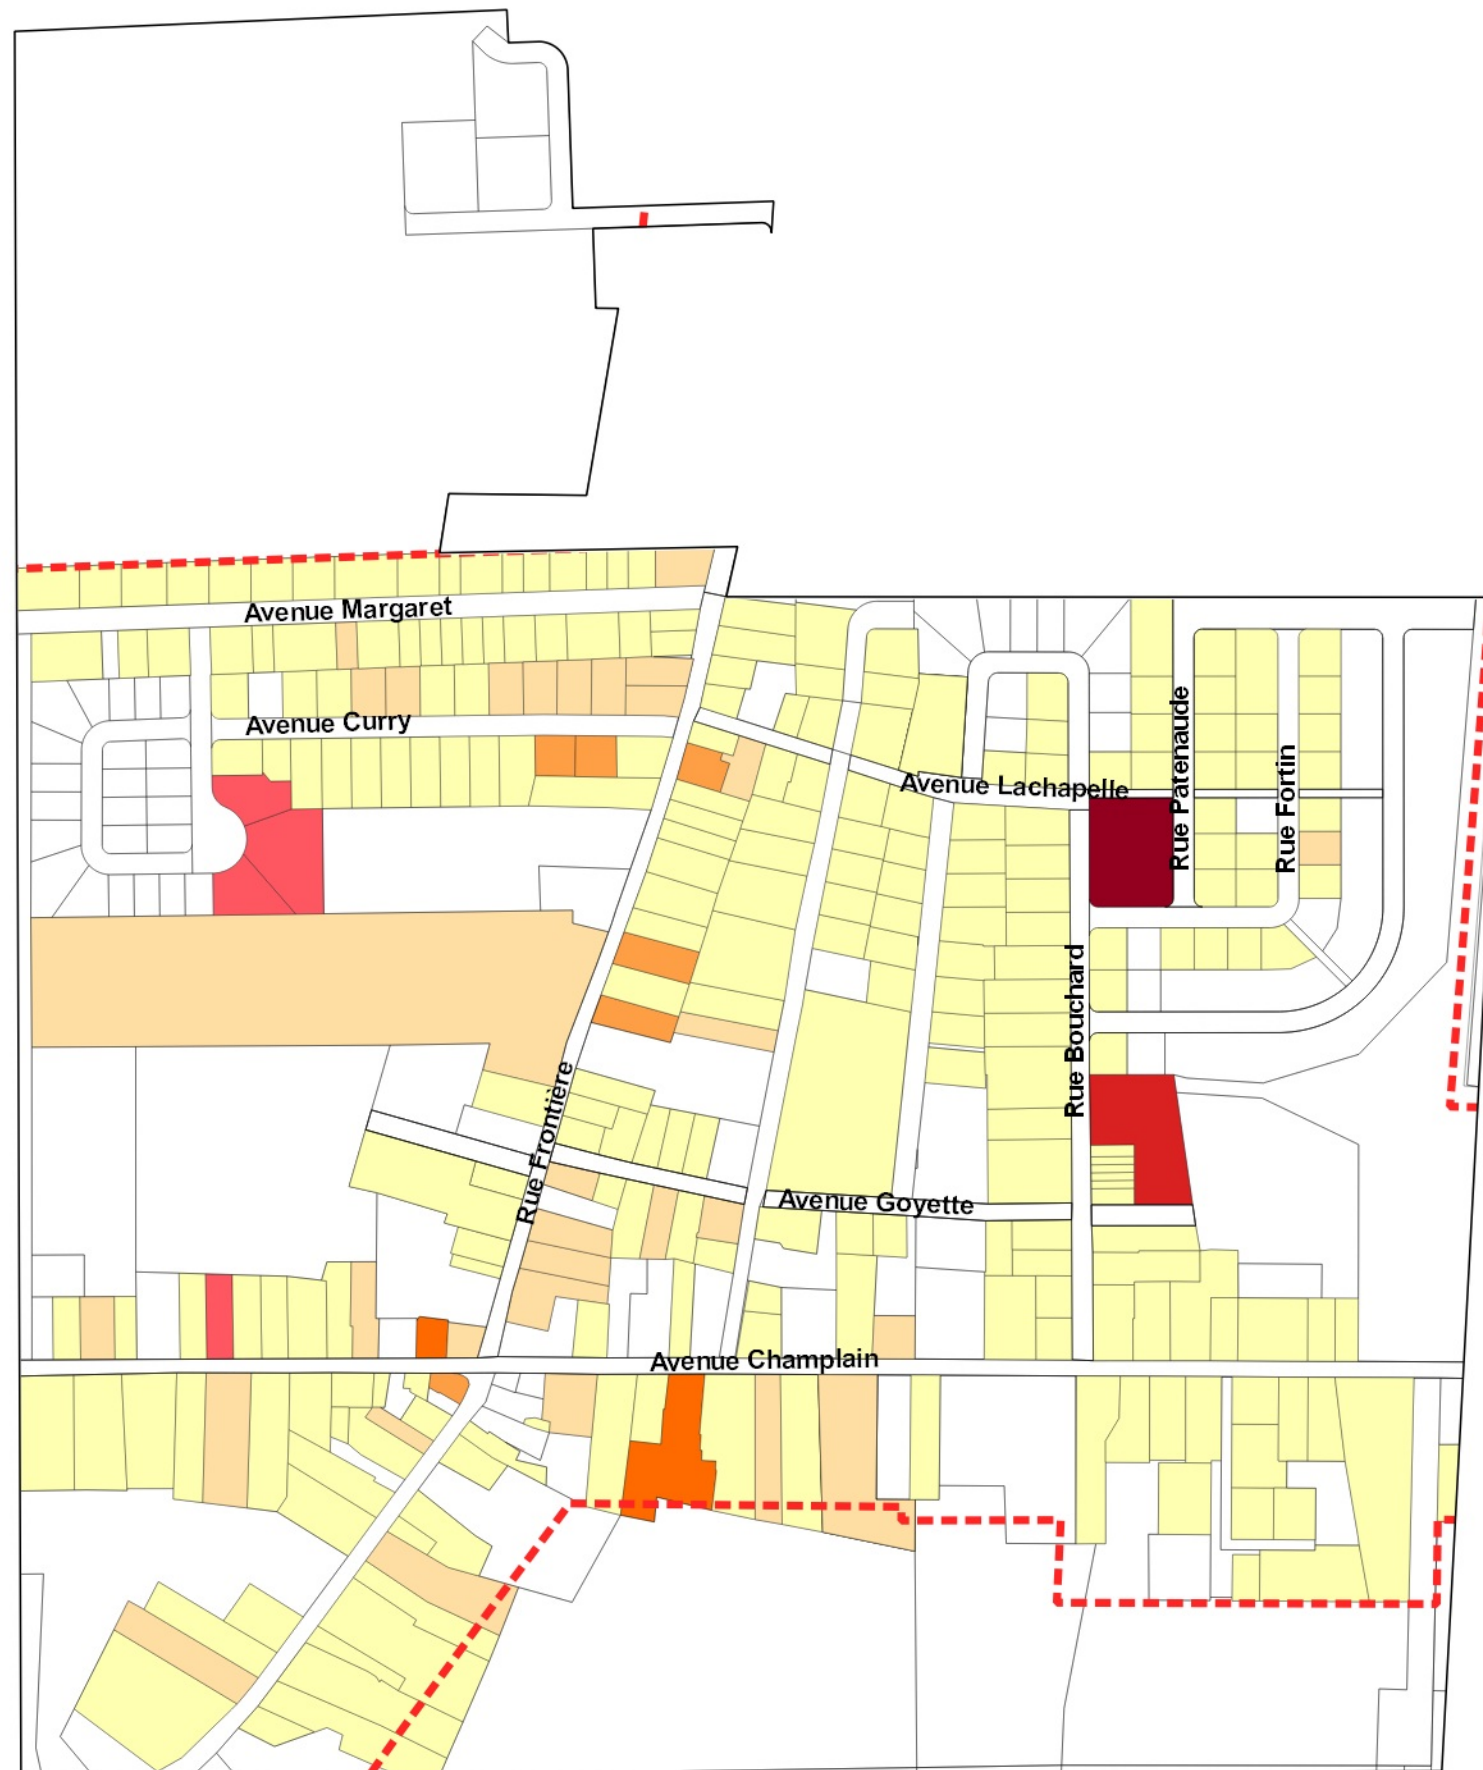 Avenue Margaret
Avenue Curry
Avenue Lachapelle
Rue Patenaude
Rue Fortin
Rue Bouchard
Rue Frontière
Avenue Goyette
Avenue Champlain